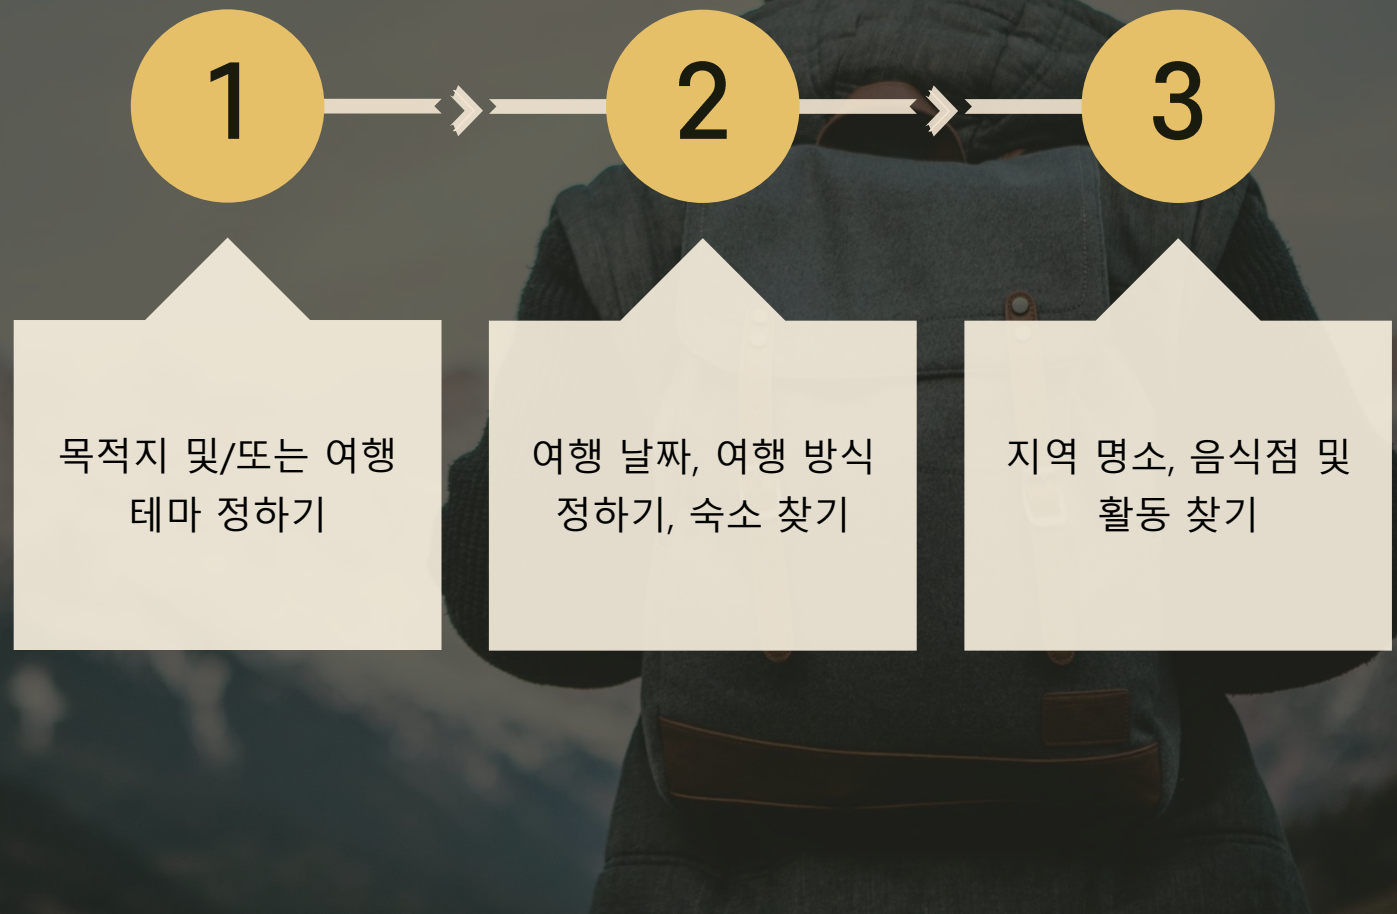 1
2
3
목적지 및/또는 여행
테마 정하기
여행 날짜, 여행 방식
정하기, 숙소 찾기
지역 명소, 음식점 및
활동 찾기